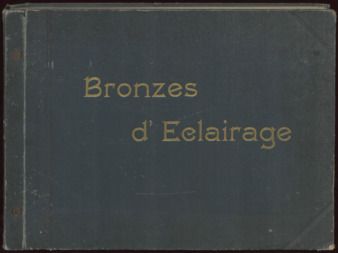 Bronzes
d' Eclairage